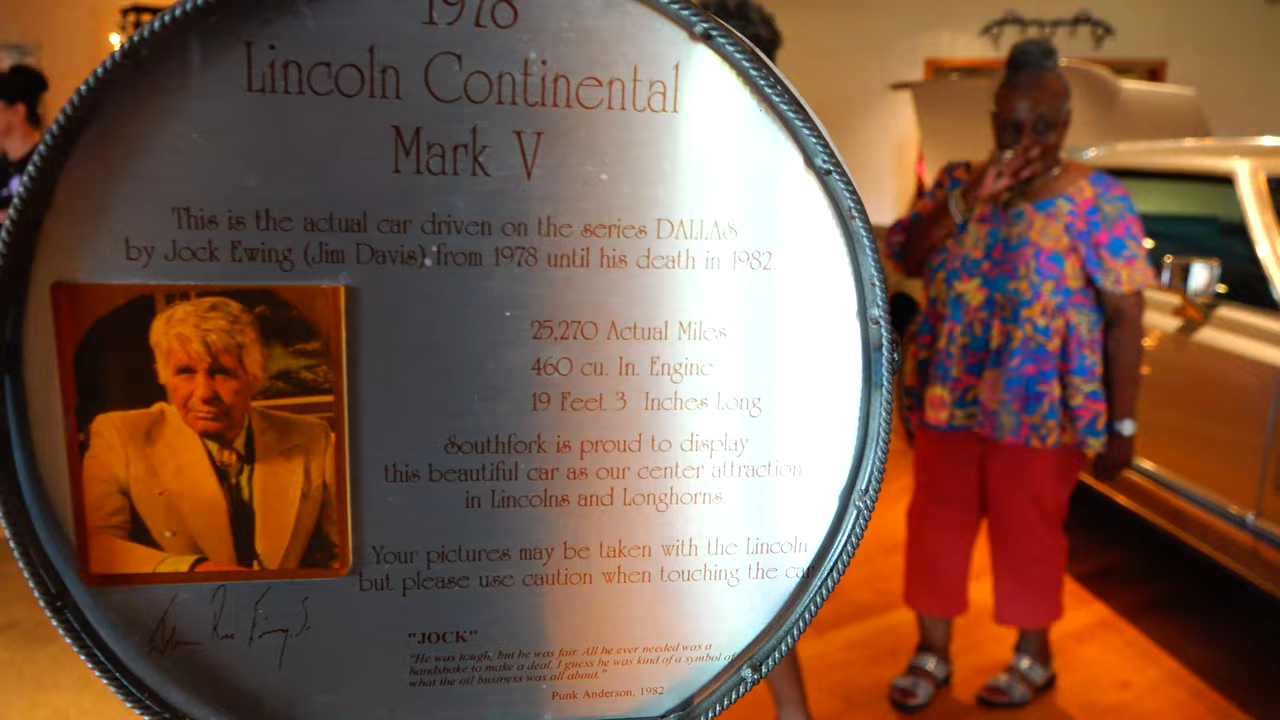 1978
Lincoln Continental
Mark V
This is the actual car driven on the series DALLAS
by Jock Ewing (Jim Davis) from 1978 until his death in 1982.
25,270 Actual Miles
460 cu. In. Engine
19 Feet 3 Inches Long
Southfork is proud to display
this beautiful car as our center attraction
in Lincolns and Longhorns.
Your pictures may be taken with the Lincoln
but please use caution when touching the car
"JOCK"
"He was tough, but he was fair. All he ever needed was a
handshake to make a deal. I guess he was kind of a symbol of
what the oil business was all about."
Punk Anderson, 1982